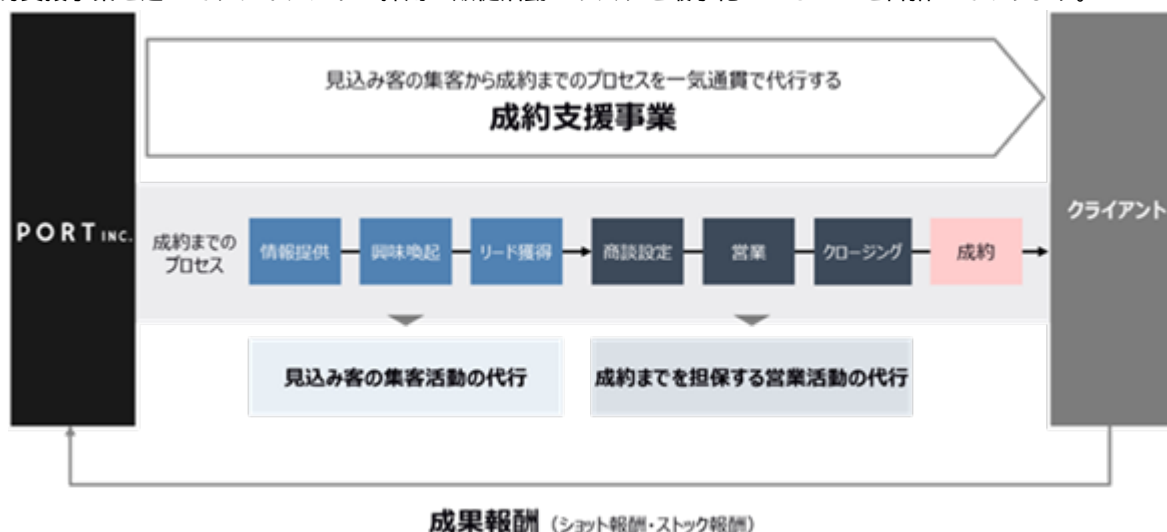 見込み客の集客から成約までのプロセスを一気通貫で代行する
成約支援事業
PORT INC.
クライアント
成約までの
プロセス
情報提供
興味喚起
リード獲得
商談設定
営業
クロージング
成約
見込み客の集客活動の代行
成約までを担保する営業活動の代行
成果報酬（ショット報酬・ストック報酬）